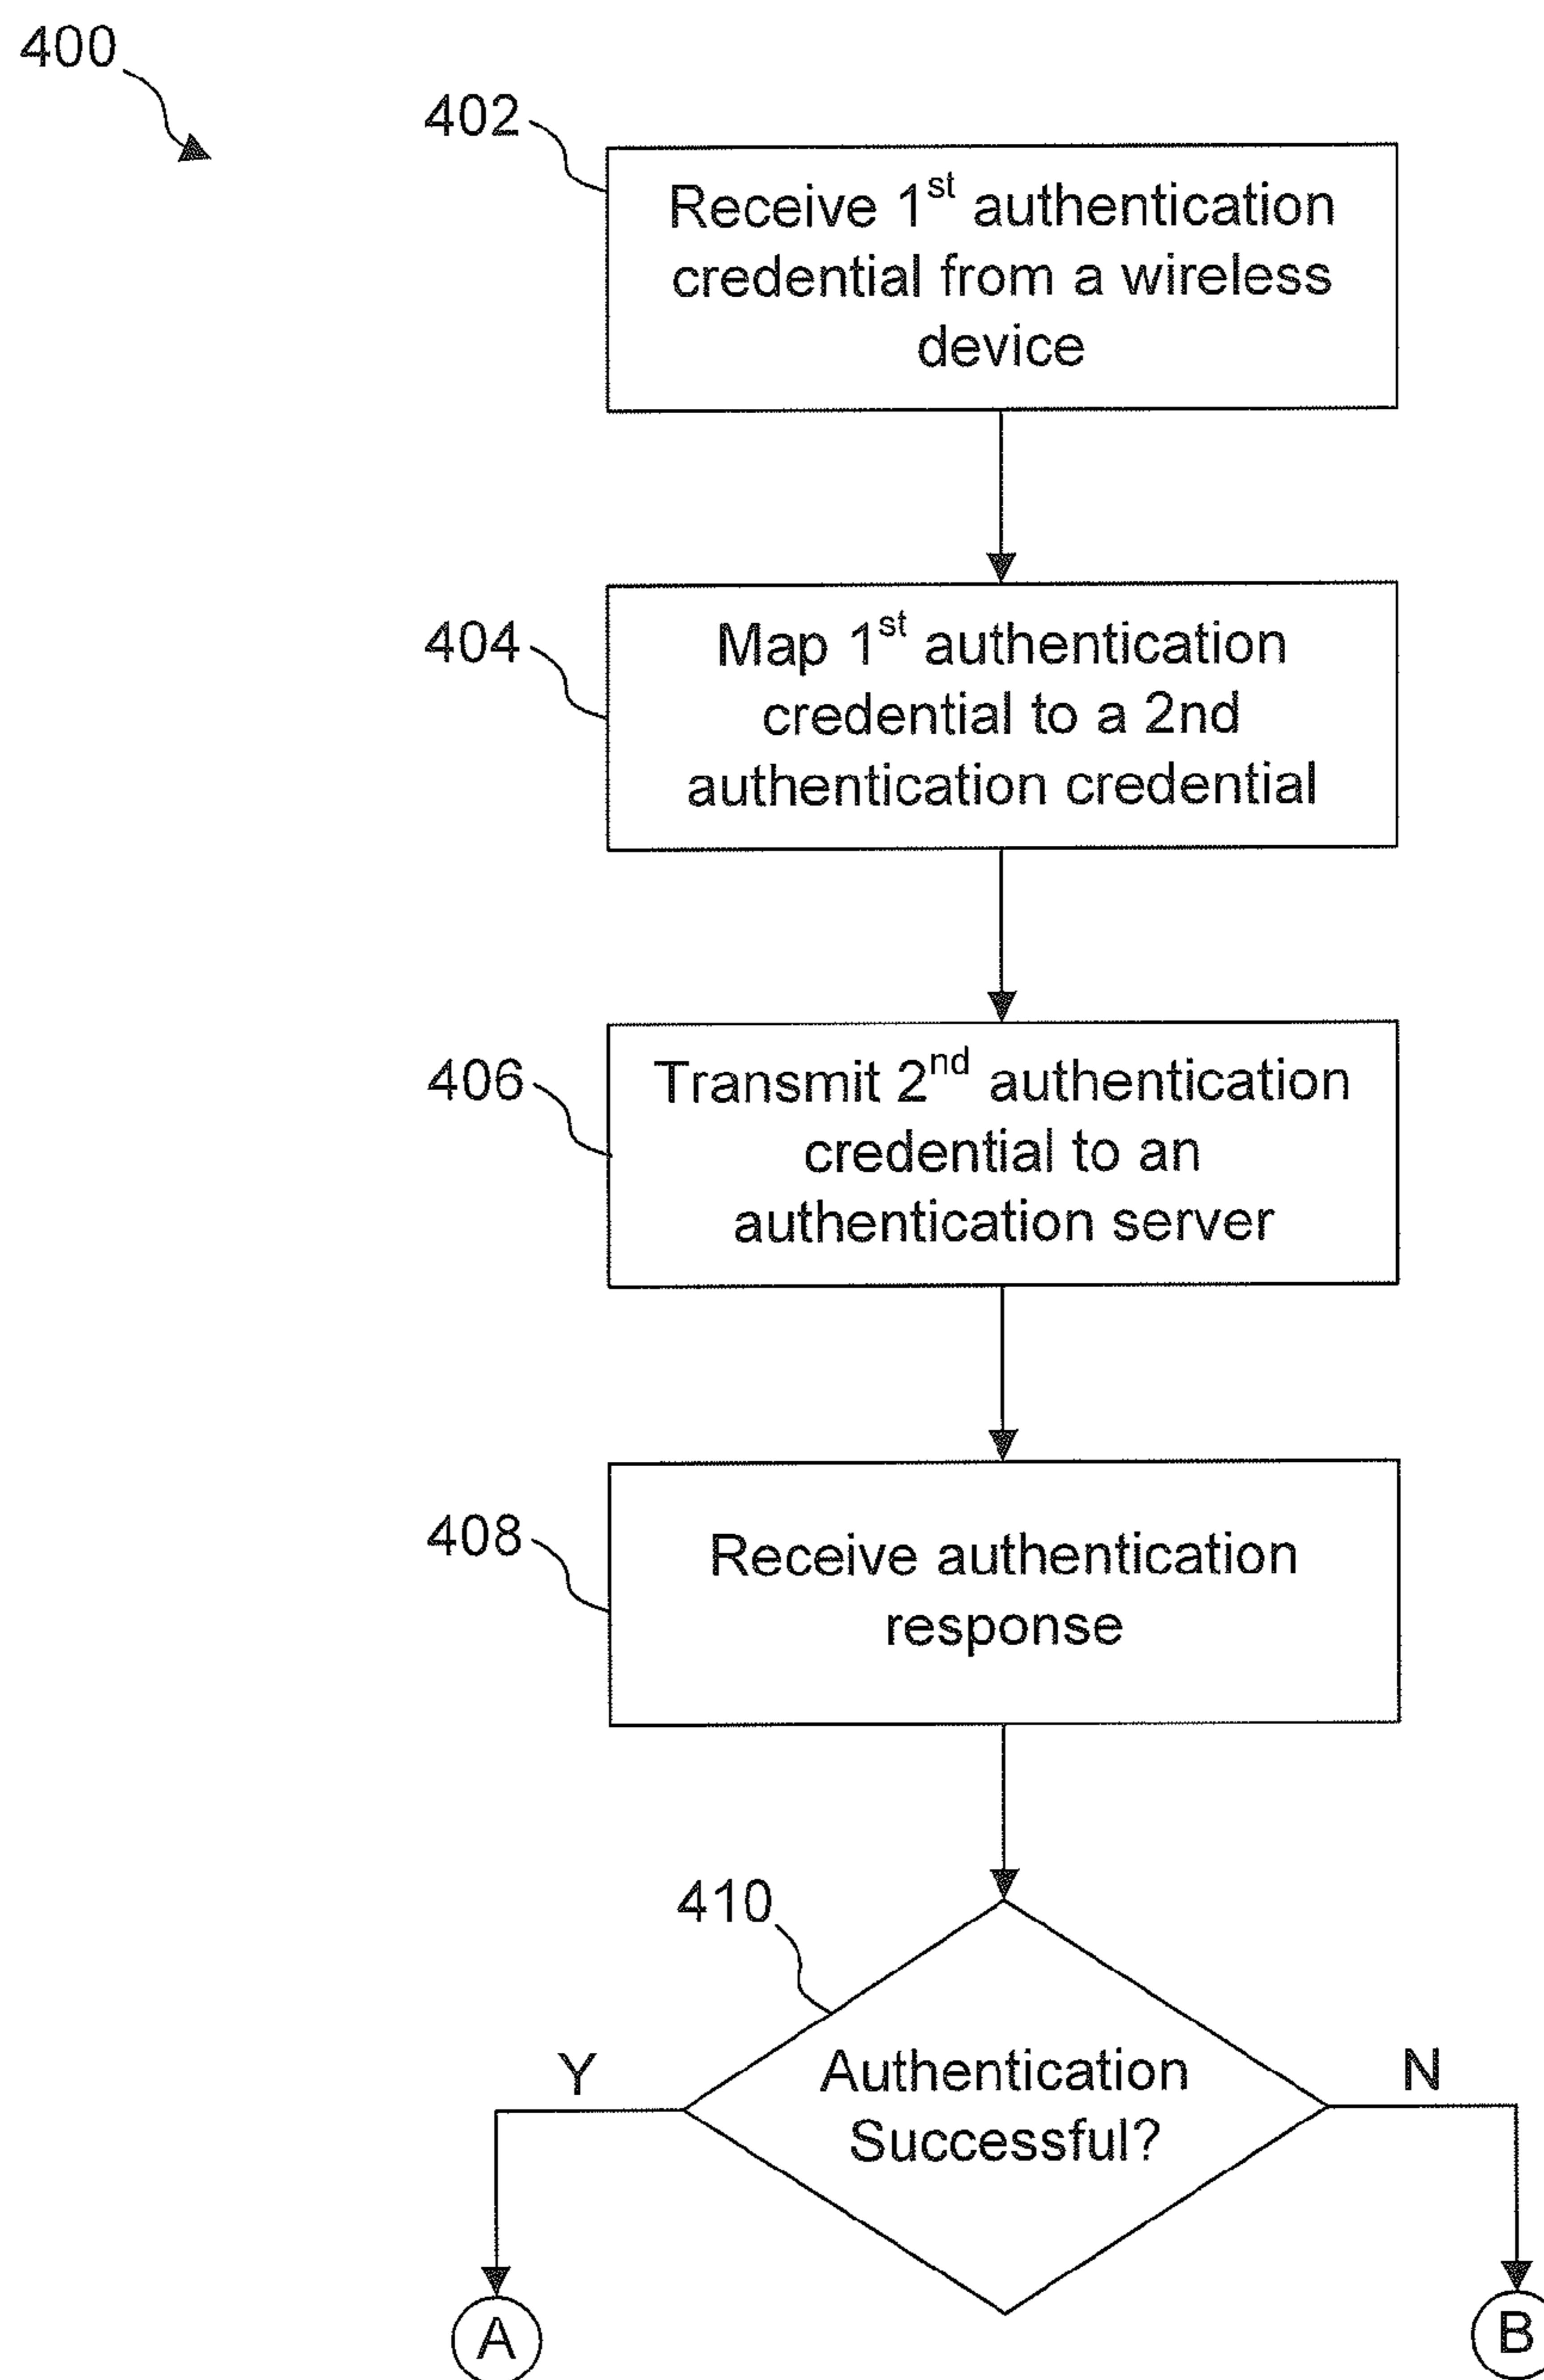 400
402
Receive 1st authentication
credential from a wireless
device
404
Map 1st authentication
credential to a 2nd
authentication credential
406
Transmit 2nd authentication
credential to an
authentication server
408
Receive authentication
response
410
Authentication
Successful?
Y
N
A
B